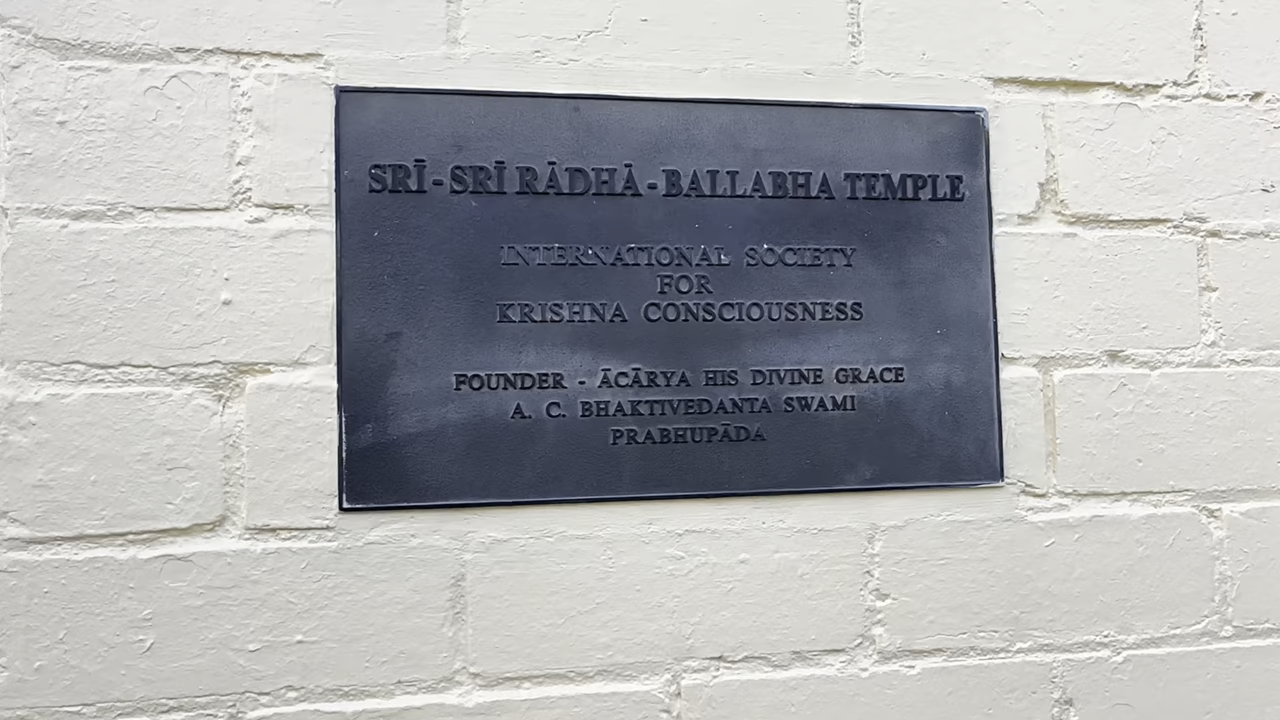 SRĪ-SRĪ RĀDHĀ-BALLABHA TEMPLE
INTERNATIONAL SOCIETY
FOR
KRISHNA CONSCIOUSNESS
FOUNDER - ĀCĀRYA HIS DIVINE GRACE
A. C. BHAKTIVEDANTA SWAMI
PRABHUPĀDA